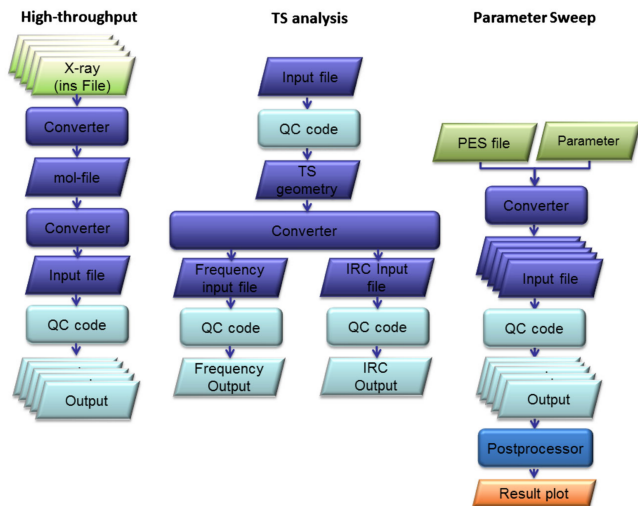 High-throughput
X-ray
(ins File)
Converter
mol-file
Converter
Input file
QC code
Output
TS analysis
Input file
QC code
TS
geometry
Converter
Frequency
input file
IRC Input
file
QC code
QC code
Frequency
Output
IRC
Output
Parameter Sweep
PES file
Parameter
Converter
Input file
QC code
Output
Postprocessor
Result plot